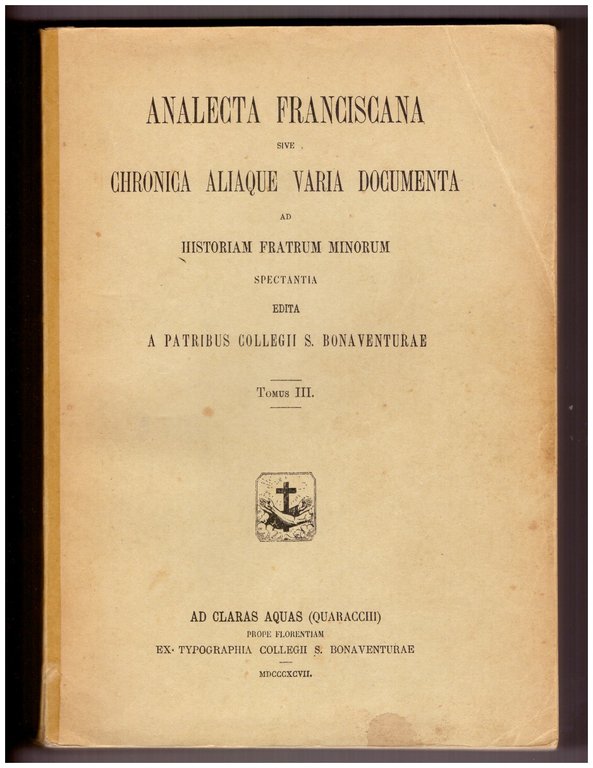 ANALECTA FRANCISCANA
SIVE
CHRONICA ALIAQUE VARIA DOCUMENTA
AD
HISTORIAM FRATRUM MINORUM
SPECTANTIA
EDITA
A PATRIBUS COLLEGII S. BONAVENTURAE
TOMUS III.
AD CLARAS AQUAS (QUARACCHI)
PROPE FLORENTIAM
EX TYPOGRAPHIA COLLEGII S. BONAVENTURAE
MDCCCXCVII.